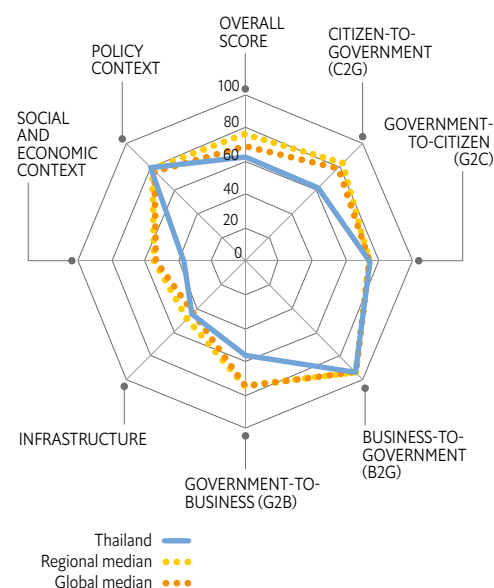 OVERALL
SCORE
CITIZEN-TO-
GOVERNMENT
(C2G)
GOVERNMENT-
TO-CITIZEN
(G2C)
BUSINESS-TO-
GOVERNMENT
(B2G)
GOVERNMENT-TO-
BUSINESS (G2B)
INFRASTRUCTURE
SOCIAL
AND
ECONOMIC
CONTEXT
POLICY
CONTEXT
100
80
60
40
20
0
Thailand
Regional median
Global median